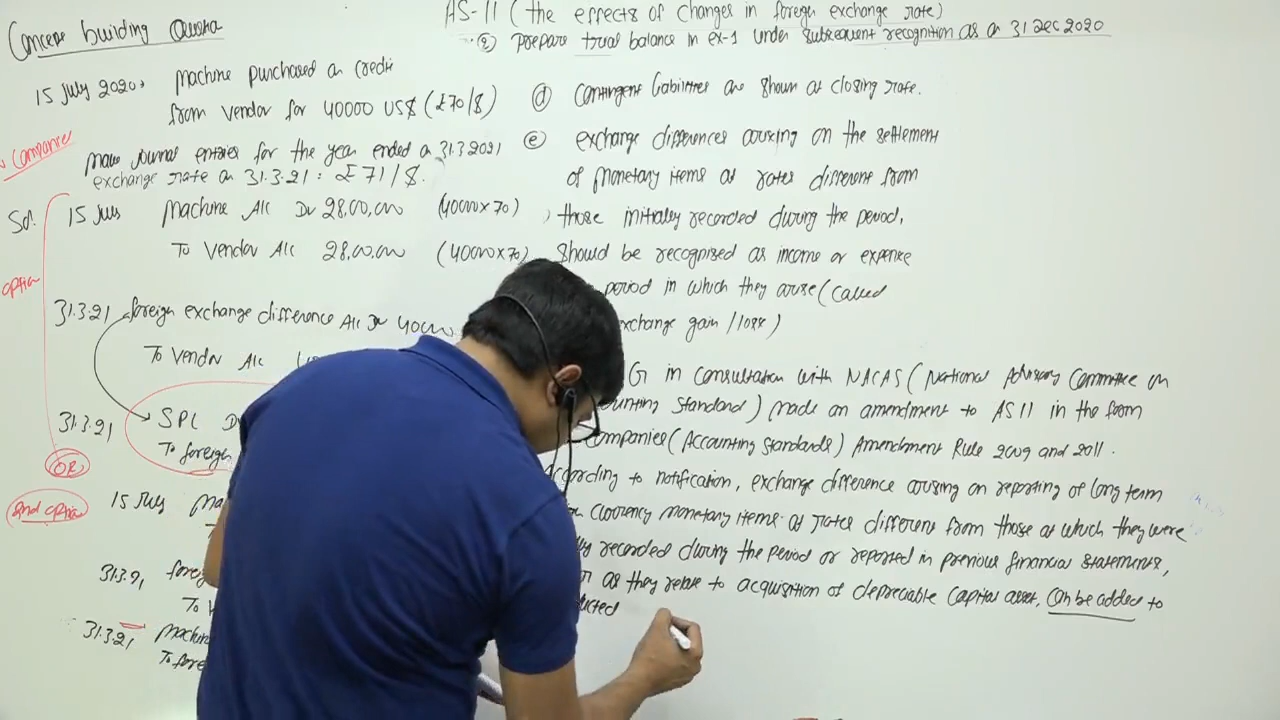 AS-11 (the effects of changes in foreign exchange rate)
Q Prepare trial balance in ex-1 under subsequent recognition as on 31 Dec 2020
Concept building Question
15 July 2020, Machine purchased on credit
from vendor for 40000 US$ (₹70/$)
Make Journal entries for the year ended on 31.3.2021
exchange rate on 31.3.21 : ₹71/$.
Sol.
15 July Machine A/c Dr 28,00,000 (40000x70)
To Vendor A/c 28,00,000 (40000x70)
option
31.3.21 foreign exchange difference A/c Dr 40000
To Vendor A/c
31.3.21 SPL Dr
To foreign
OR
2nd option
15 July
31.3.21
To
31.3.21
To
d Contingent liabilities are shown at closing rate.
e exchange differences arising on the settlement
of monetary items at rates different from
those initially recorded during the period,
should be recognised as income or expense
period in which they arise (called
exchange gain/loss)
G in consultation with NACAS (National Advisory Committee on
Accounting Standard) made an amendment to AS 11 in the form
companies (Accounting Standards) Amendment Rule 2009 and 2011.
According to notification, exchange difference arising on reporting of long term
currency monetary items at rates different from those at which they were
recorded during the period or reported in previous financial statements,
as they relate to acquisition of depreciable capital asset, can be added to